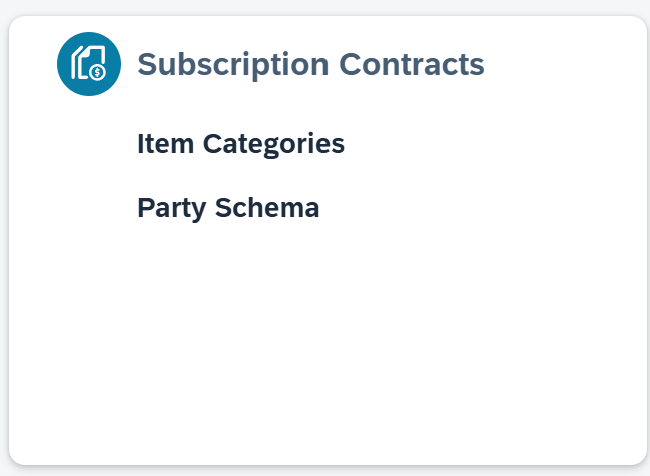 Subscription Contracts
Item Categories
Party Schema